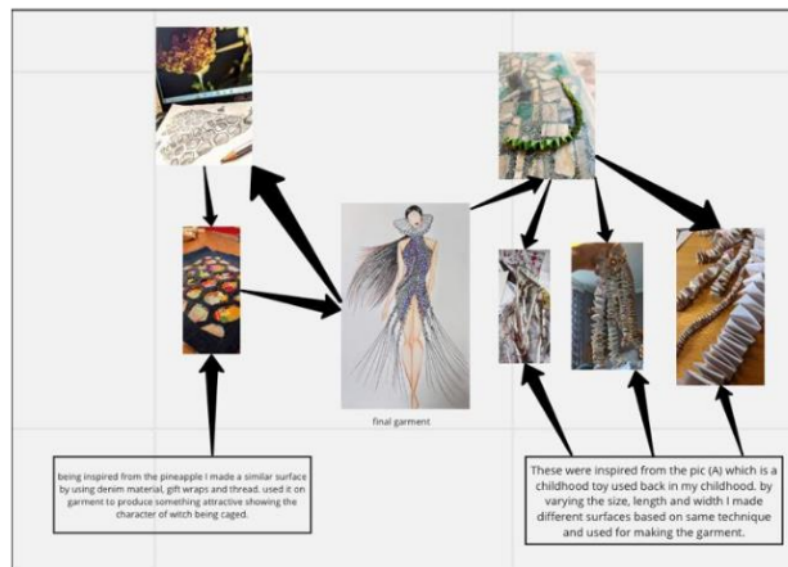 final garment
being inspired from the pineapple I made a similar surface
by using denim material, gift wraps and thread. used it on
garment to produce something attractive showing the
character of witch being caged.
These were inspired from the pic (A) which is a
childhood toy used back in my childhood. by
varying the size, length and width I made
different surfaces based on same technique
and used for making the garment.